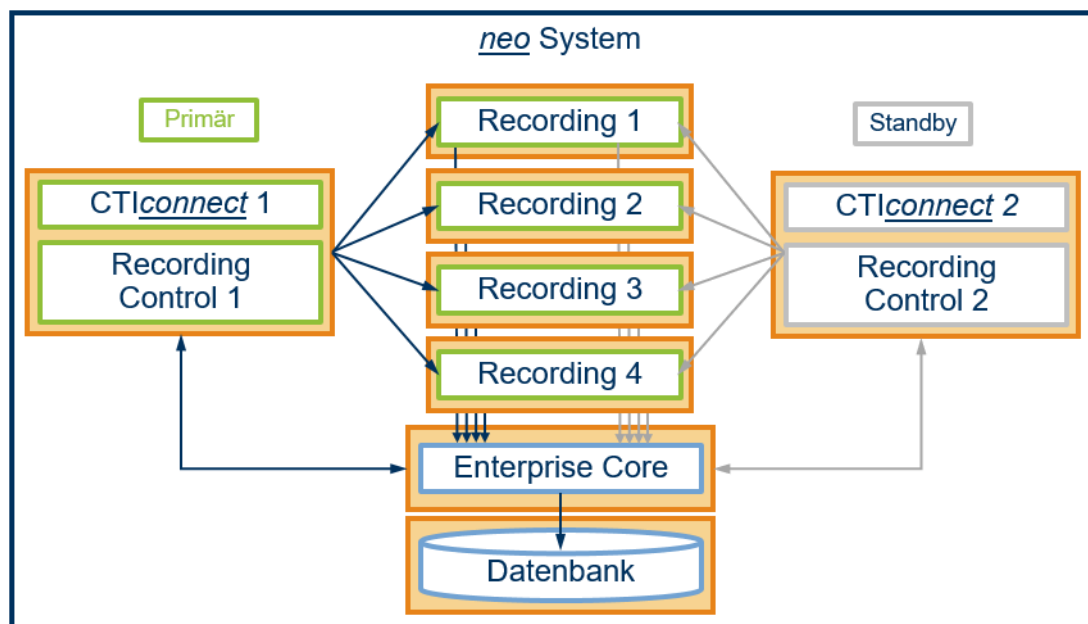 neo System
Primär
Standby
CTIconnect 1
Recording
Control 1
Recording 1
Recording 2
Recording 3
Recording 4
CTIconnect 2
Recording
Control 2
Enterprise Core
Datenbank